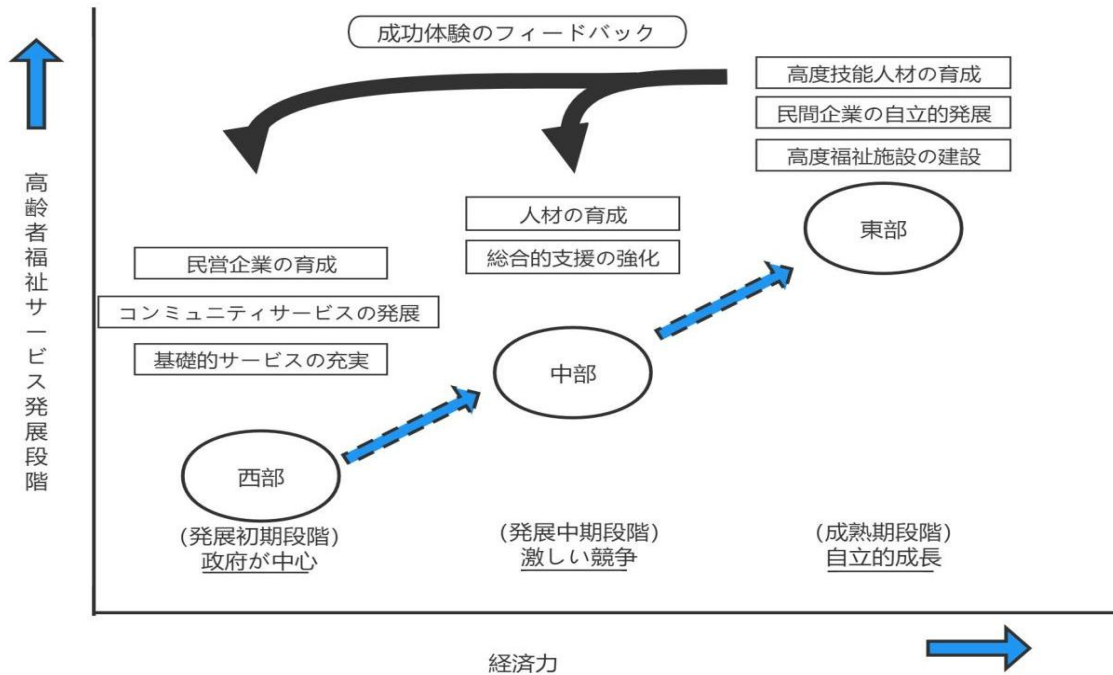 成功体験のフィードバック
高度技能人材の育成
民間企業の自立的発展
高度福祉施設の建設
高齢者福祉サービス発展段階
人材の育成
総合的支援の強化
東部
民営企業の育成
コンミュニティサービスの発展
基礎的サービスの充実
中部
西部
(発展初期段階)
政府が中心
(発展中期段階)
激しい競争
(成熟期段階)
自立的成長
経済力